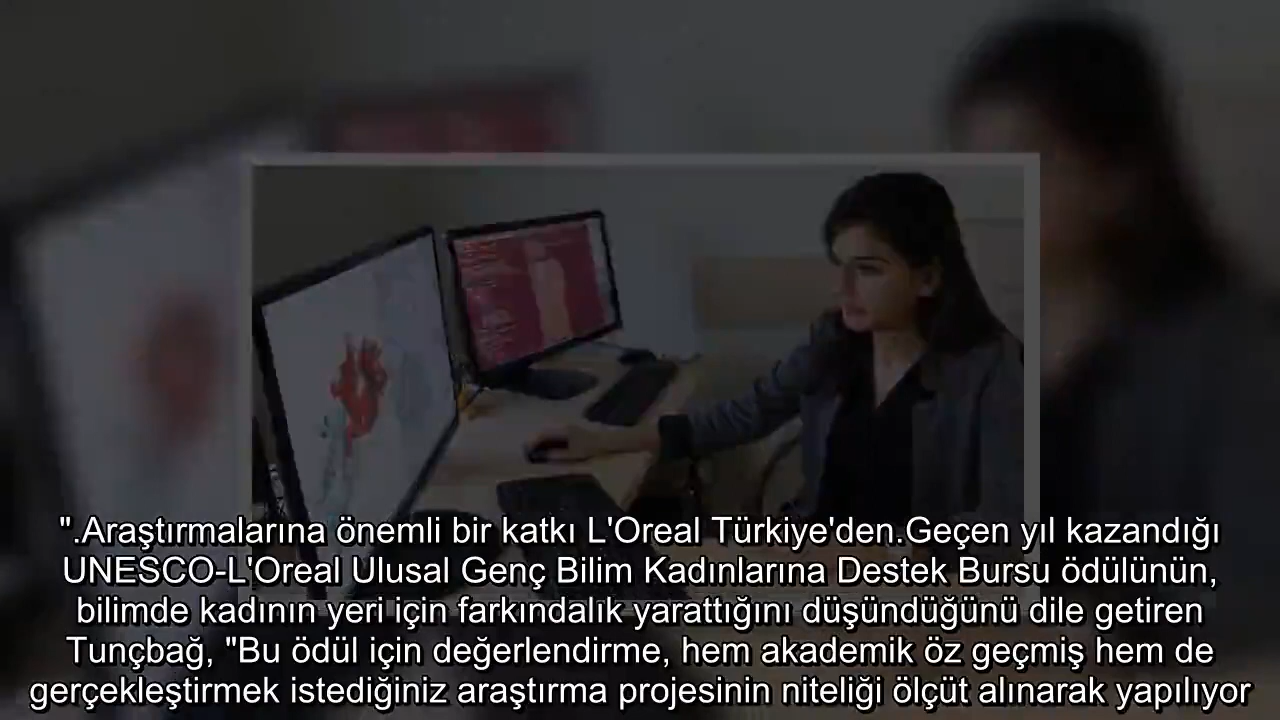 ".Araştırmalarına önemli bir katkı L'Oreal Türkiye'den.Geçen yıl kazandığı
UNESCO-L'Oreal Ulusal Genç Bilim Kadınlarına Destek Bursu ödülünün,
bilimde kadının yeri için farkındalık yarattığını düşündüğünü dile getiren
Tunçbağ, "Bu ödül için değerlendirme, hem akademik öz geçmiş hem de
gerçekleştirmek istediğiniz araştırma projesinin niteliği ölçüt alınarak yapılıyor